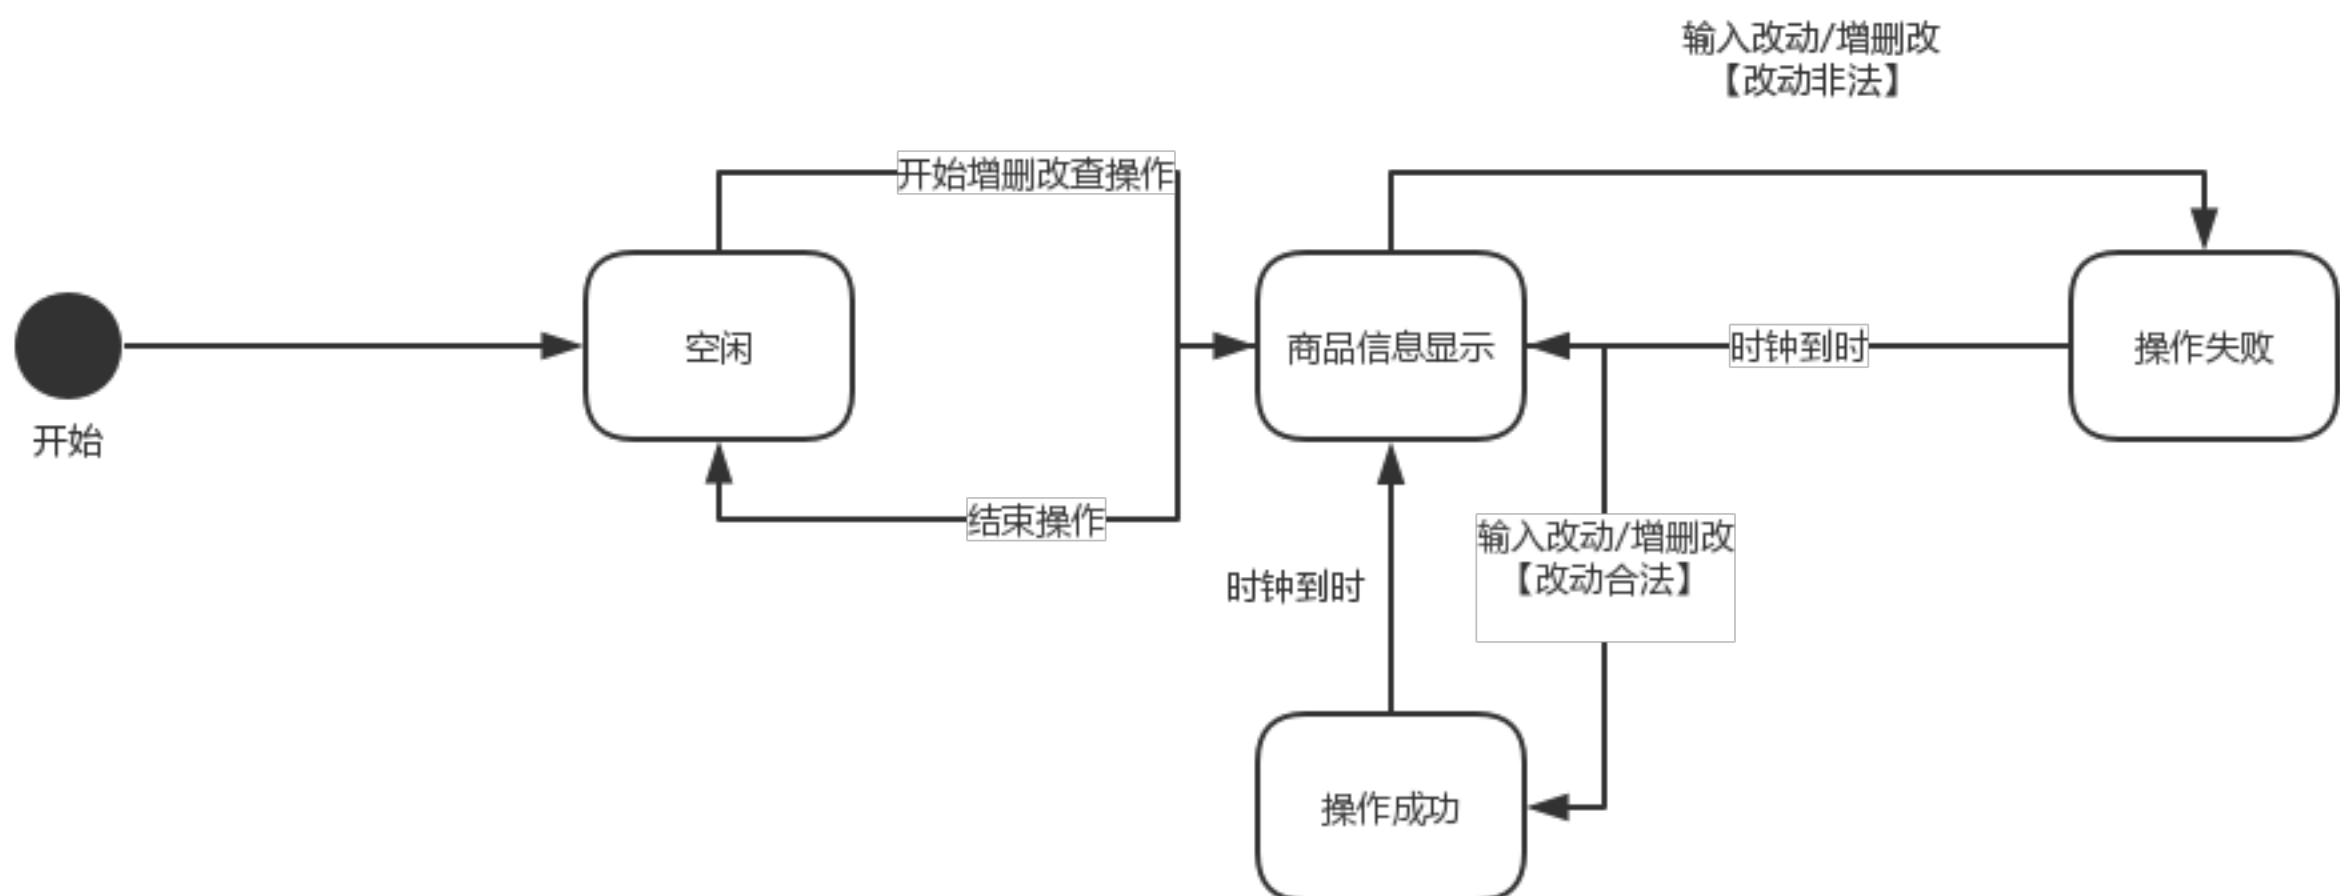 输入改动/增删改
【改动非法】
开始增删改查操作
开始
空闲
商品信息显示
时钟到时
操作失败
结束操作
时钟到时
输入改动/增删改
【改动合法】
操作成功